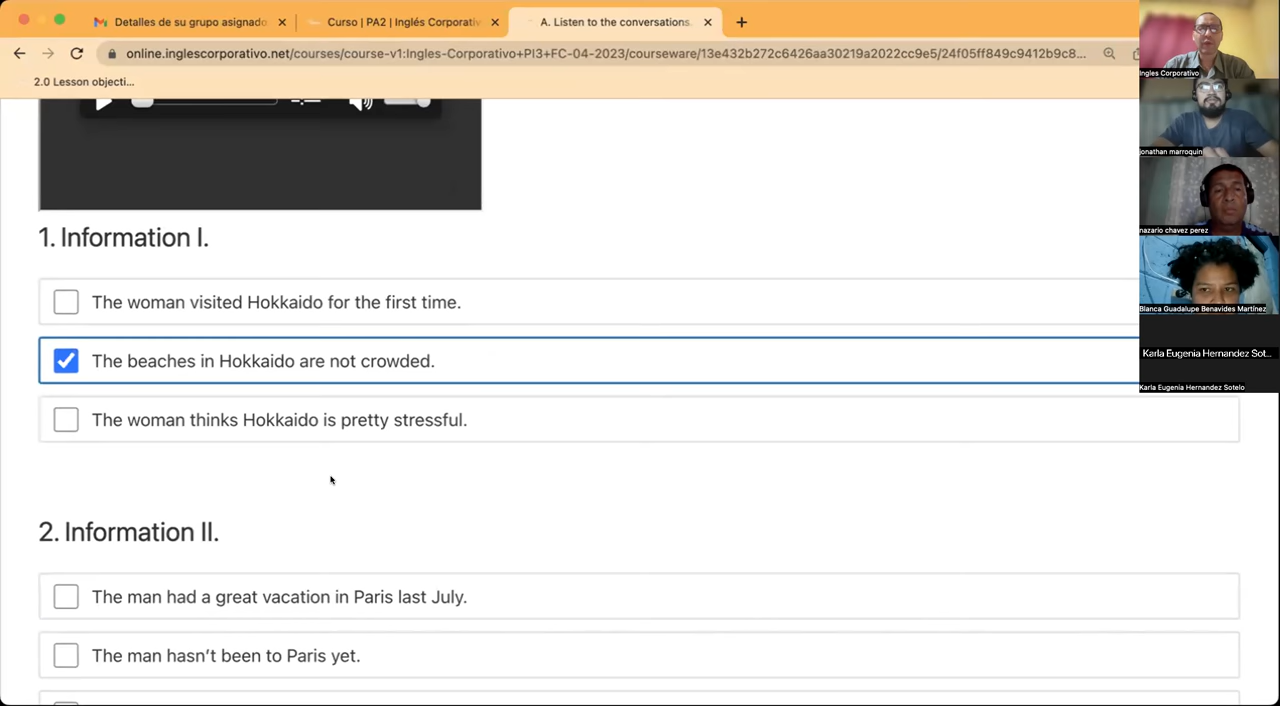 Detalles de su grupo asignado
Curso | PA2 | Inglés Corporativ
A. Listen to the conversations.
online.inglescorporativo.net/courses/course-v1:Ingles-Corporativo+PI3+FC-04-2023/courseware/13e432b272c6426aa30219a2022cc9e5/24f05ff849c9412b9c8...
2.0 Lesson objecti...
Ingles Corporativo
jonathan marroquin
nazario chavez perez
Blanca Guadalupe Benavides Martínez
Karla Eugenia Hernandez Sot...
Karla Eugenia Hernandez Sotelo
1. Information I.
The woman visited Hokkaido for the first time.
The beaches in Hokkaido are not crowded.
The woman thinks Hokkaido is pretty stressful.
2. Information II.
The man had a great vacation in Paris last July.
The man hasn't been to Paris yet.